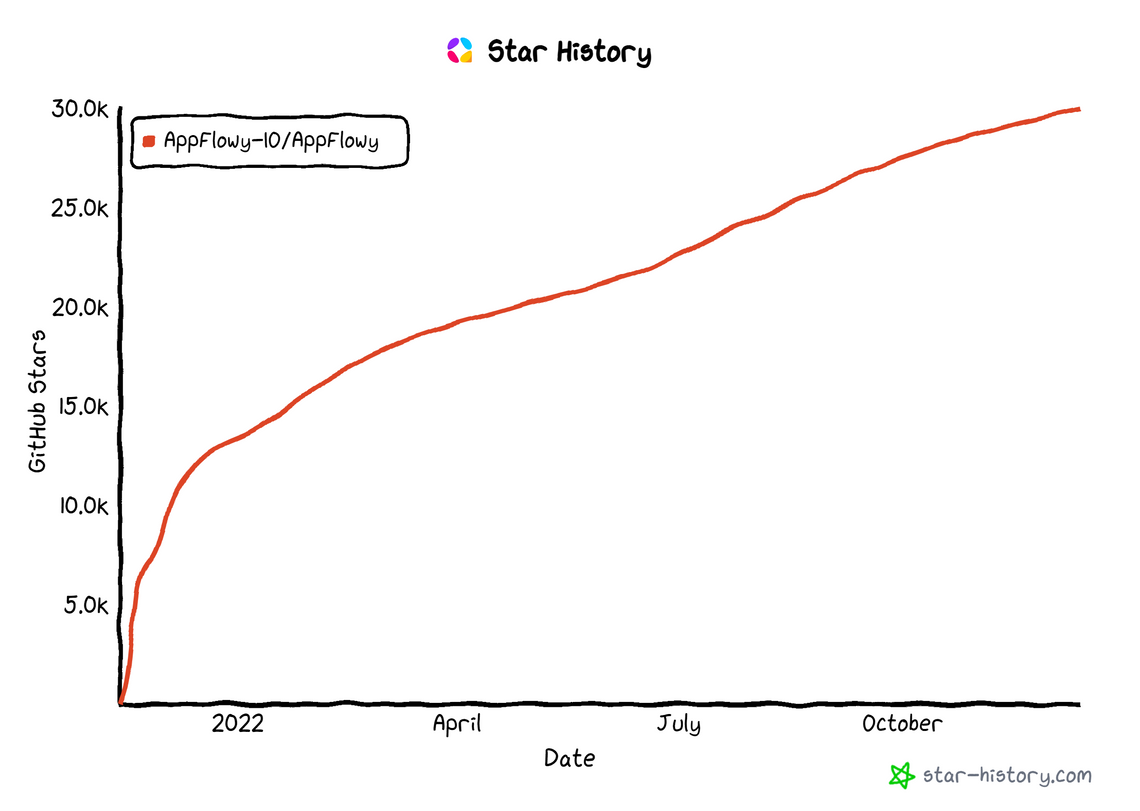 Star History
30.0k
AppFlowy-IO/AppFlowy
25.0k
20.0k
15.0k
10.0k
5.0k
GitHub Stars
2022
April
July
October
Date
star-history.com